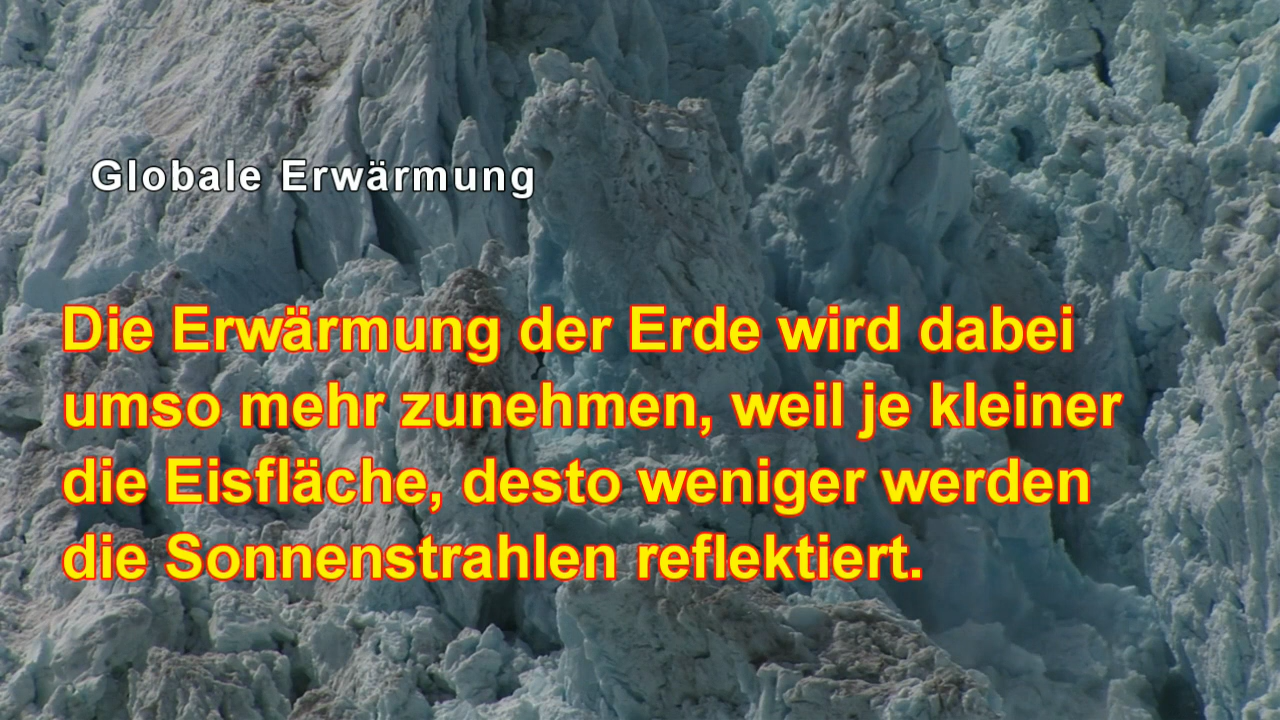 Globale Erwärmung
Die Erwärmung der Erde wird dabei
umso mehr zunehmen, weil je kleiner
die Eisfläche, desto weniger werden
die Sonnenstrahlen reflektiert.